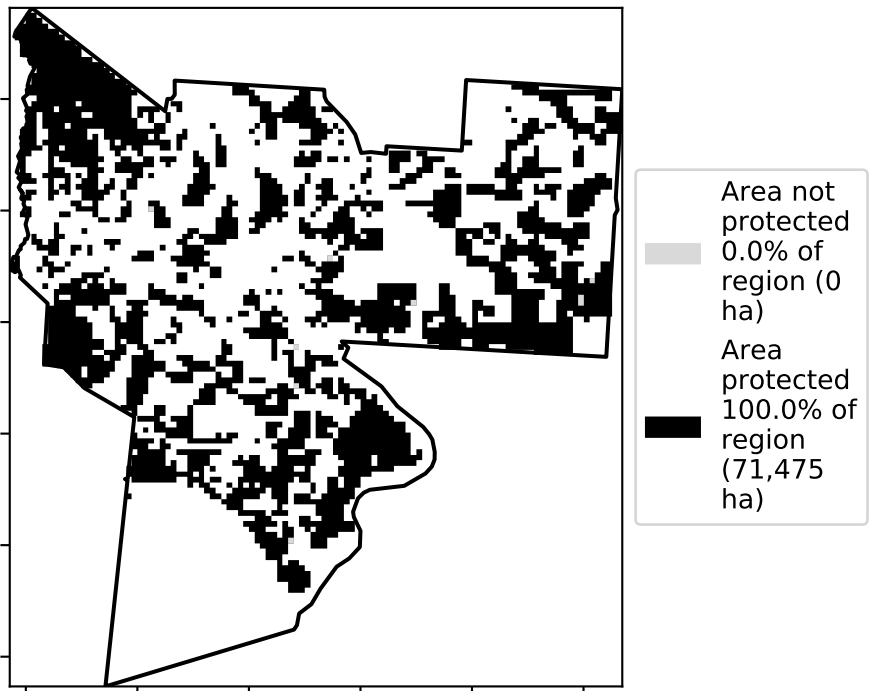 Area not
protected
0.0% of
region (0
ha)
Area
protected
100.0% of
region
(71,475
ha)